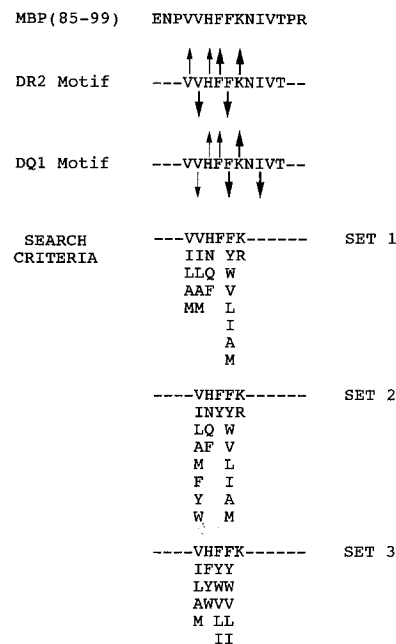 MBP(85-99) ENPVVHFFKNIVTPR
DR2 Motif ---VVHFFKNIVT--
DQ1 Motif ---VVHFFKNIVT--
SEARCH CRITERIA
---VVHFFK------ SET 1
IIN YR
LLQ W
AAF V
MM L
I
A
M
----VHFFK------ SET 2
INYYR
LQ W
AF V
M L
F I
Y A
W M
----VHFFK------ SET 3
IFYY
LYWW
AWVV
M LL
II